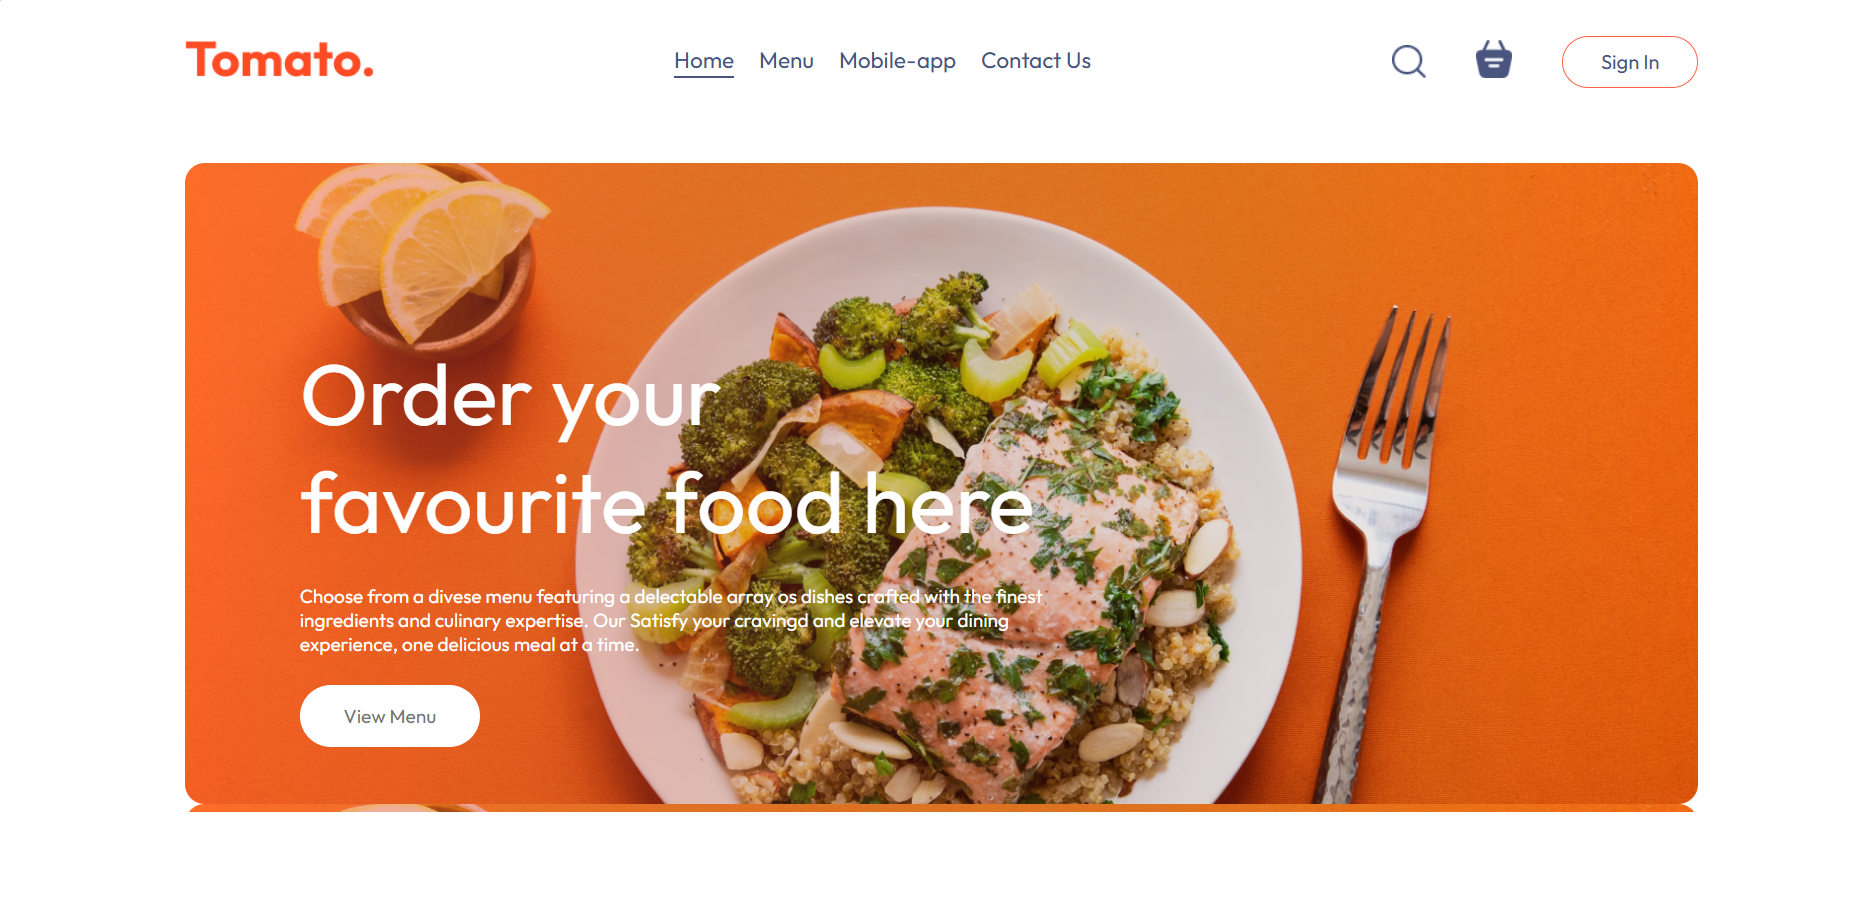 Tomato.
Home Menu Mobile-app Contact Us
Sign In
Order your
favourite food here
Choose from a divese menu featuring a delectable array os dishes crafted with the finest
ingredients and culinary expertise. Our Satisfy your cravingd and elevate your dining
experience, one delicious meal at a time.
View Menu